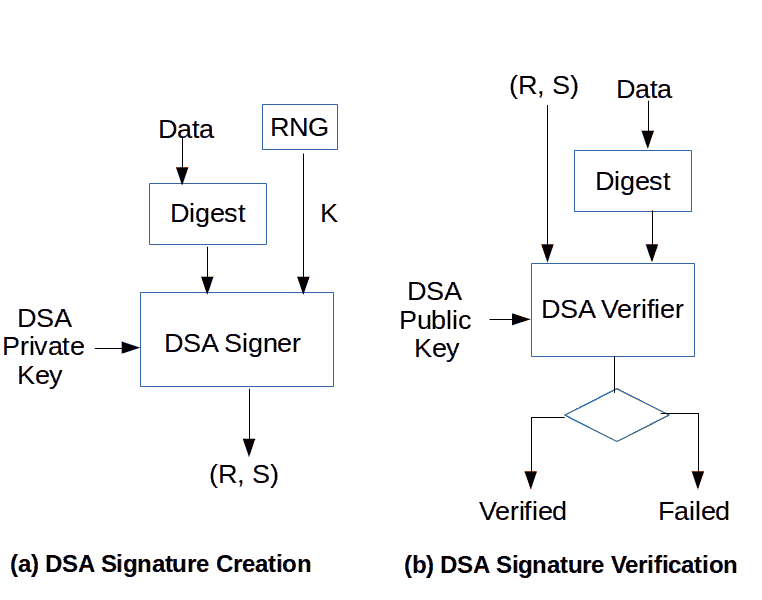 Data
RNG
Digest
K
DSA
Private
Key
DSA Signer
(R, S)
(a) DSA Signature Creation
(R, S)
Data
Digest
DSA
Public
Key
DSA Verifier
Verified
Failed
(b) DSA Signature Verification